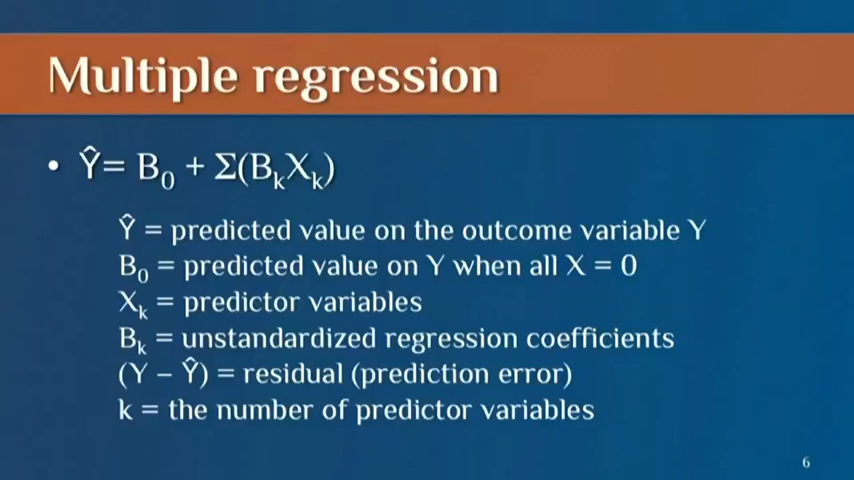 Multiple regression
• Ŷ= B₀ + Σ(BₖXₖ)
Ŷ = predicted value on the outcome variable Y
B₀ = predicted value on Y when all X = 0
Xₖ = predictor variables
Bₖ = unstandardized regression coefficients
(Y – Ŷ) = residual (prediction error)
k = the number of predictor variables
6